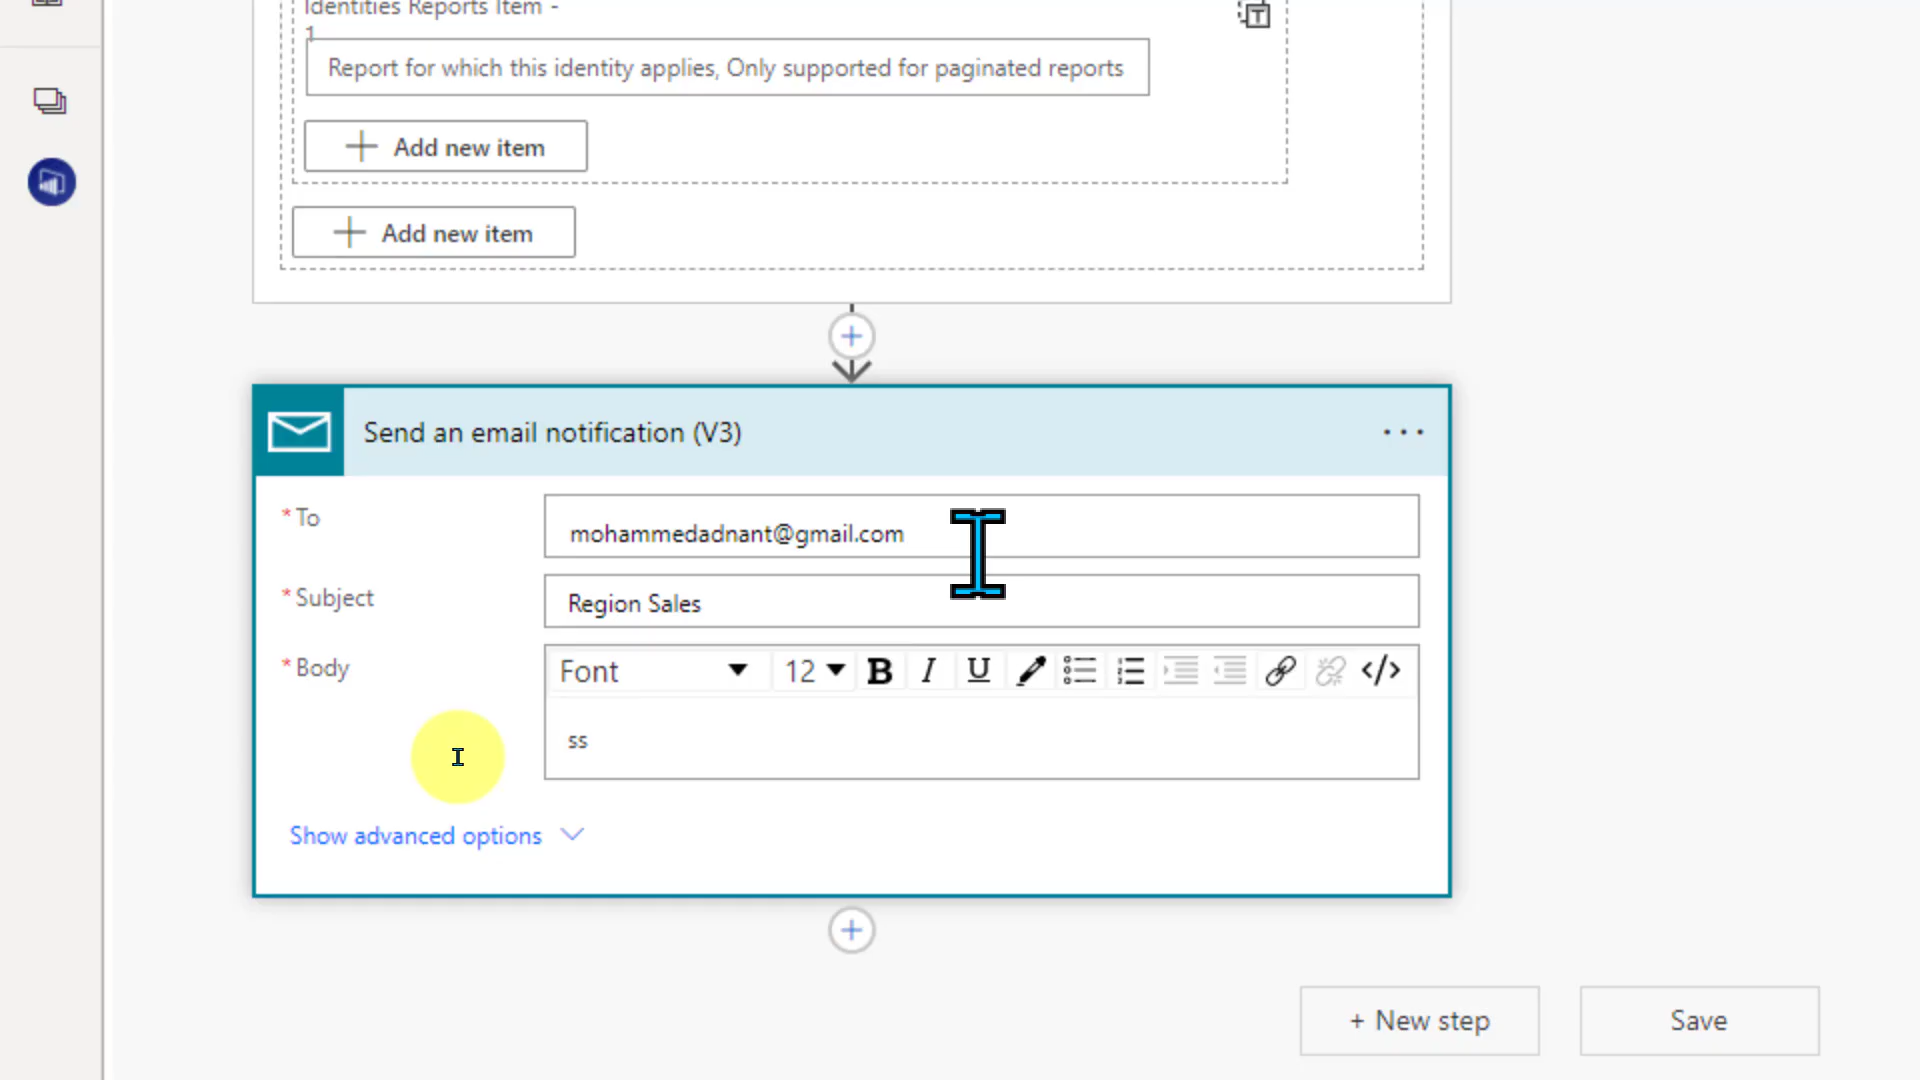 Identities Reports Item -
1
Report for which this identity applies, Only supported for paginated reports
Add new item
Add new item
Send an email notification (V3)
* To
mohammedadnant@gmail.com
* Subject
Region Sales
* Body
Font 12 B I U </>
ss
Show advanced options
+ New step
Save